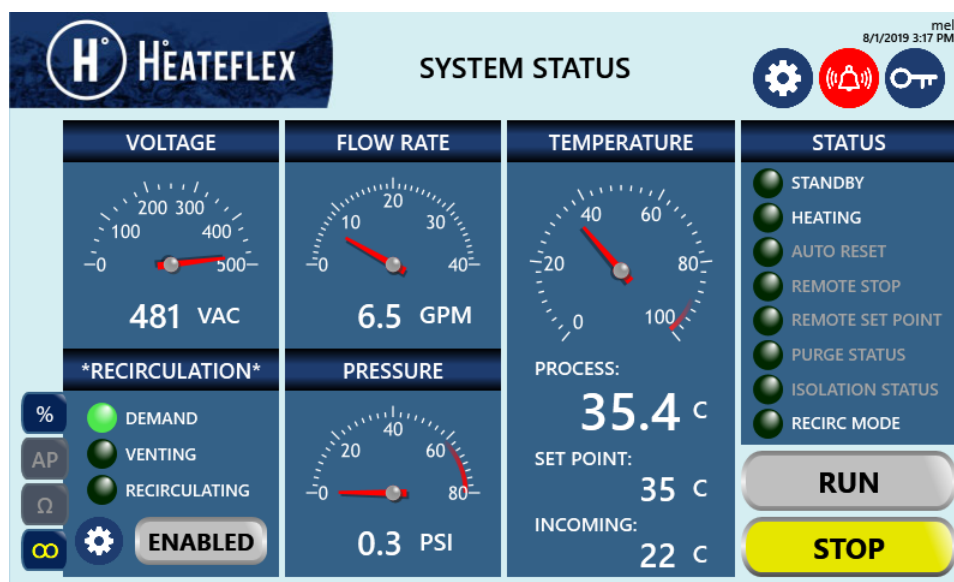 H°
HEATEFLEX
SYSTEM STATUS
mel
8/1/2019 3:17 PM
VOLTAGE
0 100 200 300 400 500
481 VAC
FLOW RATE
0 10 20 30 40
6.5 GPM
TEMPERATURE
0 20 40 60 80 100
PROCESS:
35.4 C
SET POINT:
35 C
INCOMING:
22 C
STATUS
STANDBY
HEATING
AUTO RESET
REMOTE STOP
REMOTE SET POINT
PURGE STATUS
ISOLATION STATUS
RECIRC MODE
*RECIRCULATION*
%
AP
Ω
∞
DEMAND
VENTING
RECIRCULATING
ENABLED
PRESSURE
0 20 40 60 80
0.3 PSI
RUN
STOP